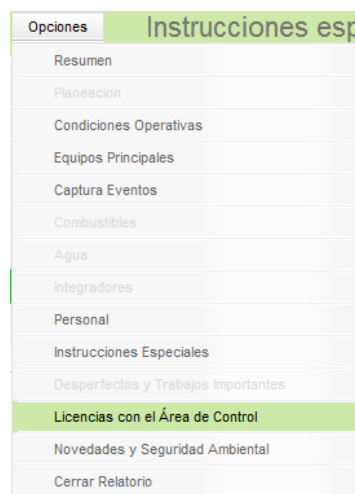 Opciones
Instrucciones esp
Resumen
Planeacion
Condiciones Operativas
Equipos Principales
Captura Eventos
Combustibles
Agua
Integradores
Personal
Instrucciones Especiales
Desperfectos y Trabajos Importantes
Licencias con el Área de Control
Novedades y Seguridad Ambiental
Cerrar Relatorio